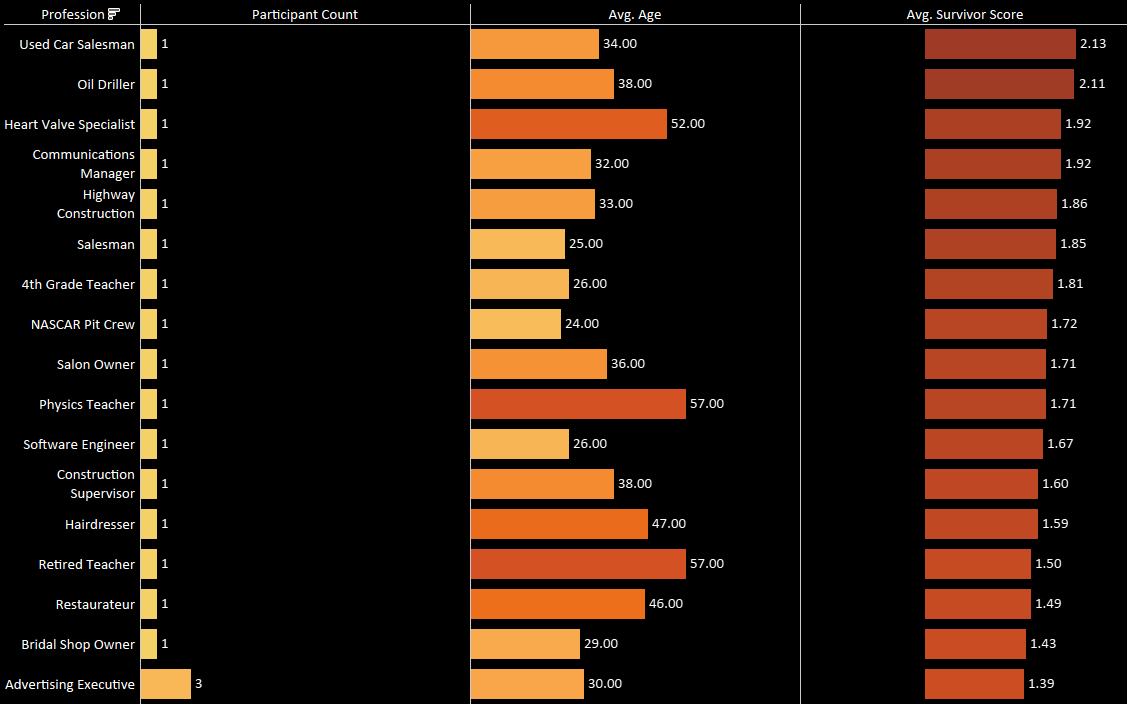 Profession Participant Count Avg. Age Avg. Survivor Score
Used Car Salesman 1 34.00 2.13
Oil Driller 1 38.00 2.11
Heart Valve Specialist 1 52.00 1.92
Communications
Manager 1 32.00 1.92
Highway
Construction 1 33.00 1.86
Salesman 1 25.00 1.85
4th Grade Teacher 1 26.00 1.81
NASCAR Pit Crew 1 24.00 1.72
Salon Owner 1 36.00 1.71
Physics Teacher 1 57.00 1.71
Software Engineer 1 26.00 1.67
Construction
Supervisor 1 38.00 1.60
Hairdresser 1 47.00 1.59
Retired Teacher 1 57.00 1.50
Restaurateur 1 46.00 1.49
Bridal Shop Owner 1 29.00 1.43
Advertising Executive 3 30.00 1.39